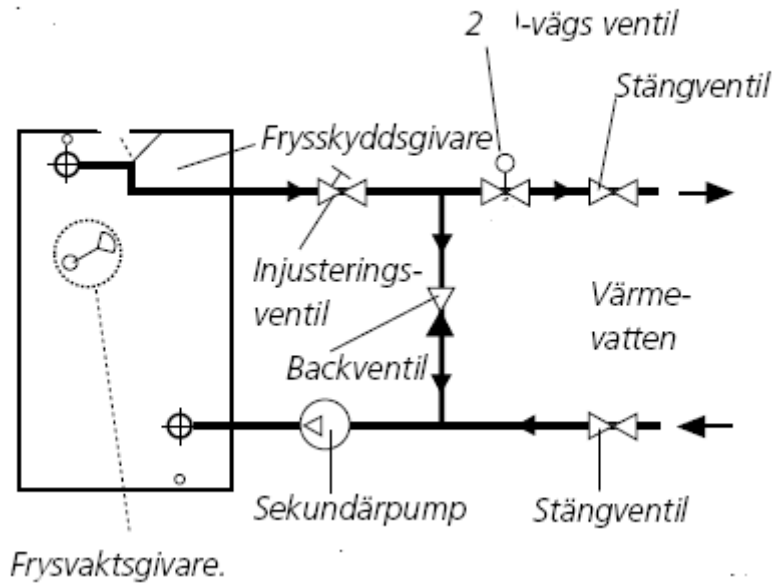 2 -vägs ventil
Stängventil
Frysskyddsgivare
Injusterings-
ventil
Värme-
vatten
Backventil
Sekundärpump
Stängventil
Frysvaktsgivare.